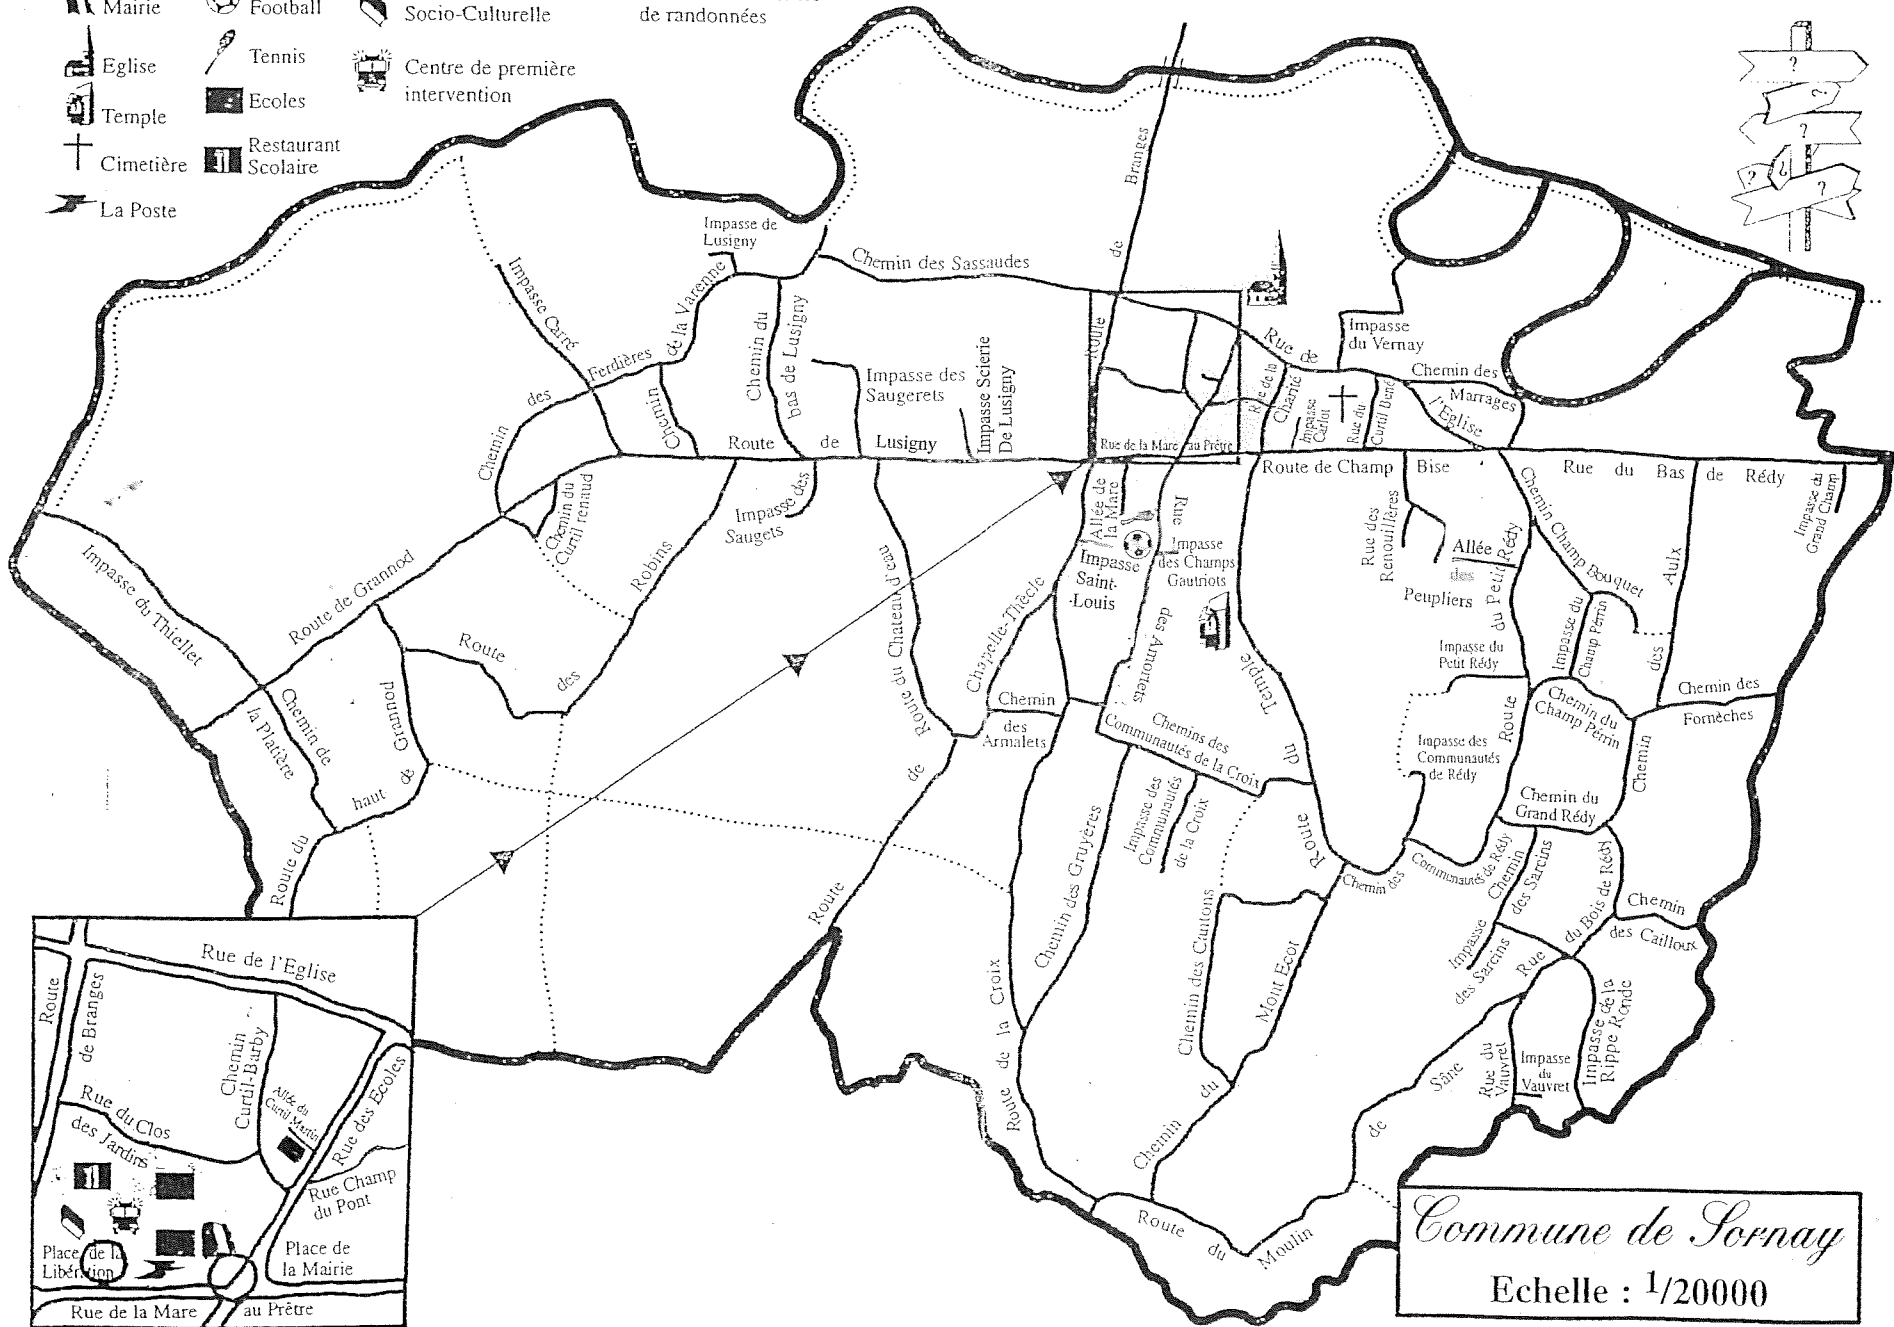 Mairie
Football
Socio-Culturelle
de randonnées
Eglise
Tennis
Centre de première
intervention
Temple
Ecoles
Cimetière
Restaurant
Scolaire
La Poste
?
?
?
?
?
?
Impasse de
Lusigny
Chemin des Sassaudes
Route de Branges
Impasse Carré
Chemin des Ferdières
de la Varenne
Chemin
Chemin du
bas de Lusigny
Impasse des
Saugerets
Impasse Scierie
De Lusigny
Route de Lusigny
Rue de la Mare au Prêtre
Rue de l'Eglise
Rue de la
Charité
Impasse
Carlot
Rue du
Curtil Bené
Impasse
du Vernay
Chemin des
Marrages
Route de Champ Bise
Rue du Bas de Rédy
Impasse du
Grand Champ
Chemin du
Curtil renaud
Impasse des
Saugets
Route des Robins
Route de Grannod
Impasse du Thiellet
Chemin de
la Platière
Route du haut de Grannod
Route du Chateau d'eau
Route de Chapelle-Thècle
Allée de
la Mare
Impasse
Saint-
-Louis
Rue des Amoriets
Impasse
des Champs
Gautriots
Route du Temple
Rue des
Renouillères
Allée
des
Peupliers
Route du Petit Rédy
Chemin Champ Bouquet
Impasse du
Champ Perrin
Chemin des Aulx
Impasse du
Petit Rédy
Chemin du
Champ Perrin
Chemin des
Fornèches
Impasse des
Communautés
de Rédy
Chemin du
Grand Rédy
Chemin
des
Armalets
Chemins des
Communautés de la Croix
Impasse des
Communautés
de la Croix
Chemin des Gruyères
Route de la Croix
Chemin des Cantons
Chemin du Mont Ecot
Chemin des
Communautés de Rédy
Chemin
des Sarcins
Impasse
des Sarcins
Rue du Bois de Rédy
Chemin
des Cailloux
Impasse de la
Rippe Ronde
Rue du
Vauvret
Impasse
du
Vauvret
Route du Moulin de Sâne
Rue de l'Eglise
Route
de Branges
Chemin
Curtil-Barby
Allée du
Curtil Martin
Rue des Ecoles
Rue du Clos
des Jardins
Rue Champ
du Pont
Place de la
Libération
Place de
la Mairie
Rue de la Mare au Prêtre
Commune de Sornay
Echelle : 1/20000